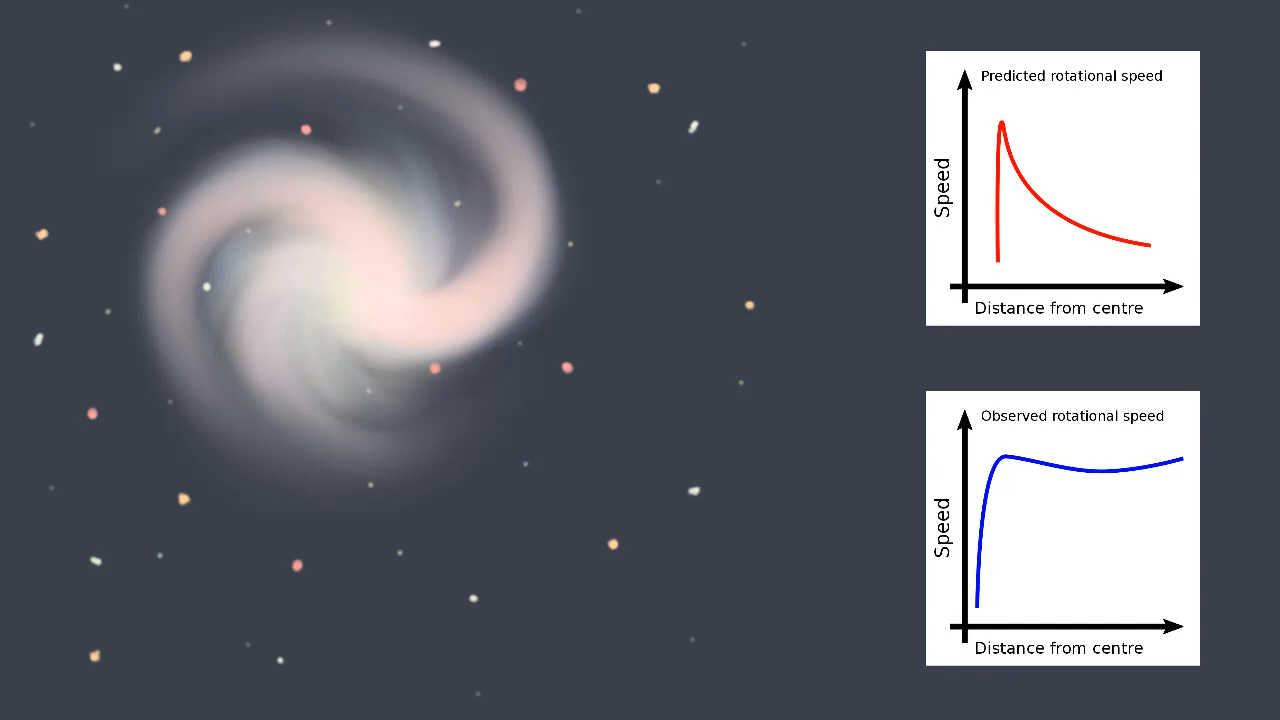 Predicted rotational speed
Speed
Distance from centre
Observed rotational speed
Speed
Distance from centre